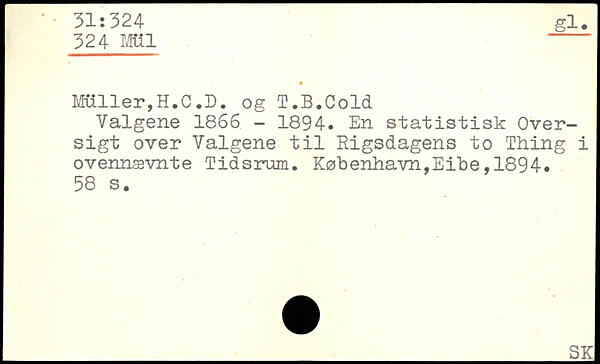 31:324
gl.
324 Mül
Müller,H.C.D. og T.B.Cold
Valgene 1866 - 1894. En statistisk Over-
sigt over Valgene til Rigsdagens to Thing i
ovennævnte Tidsrum. København,Eibe,1894.
58 s.
SK